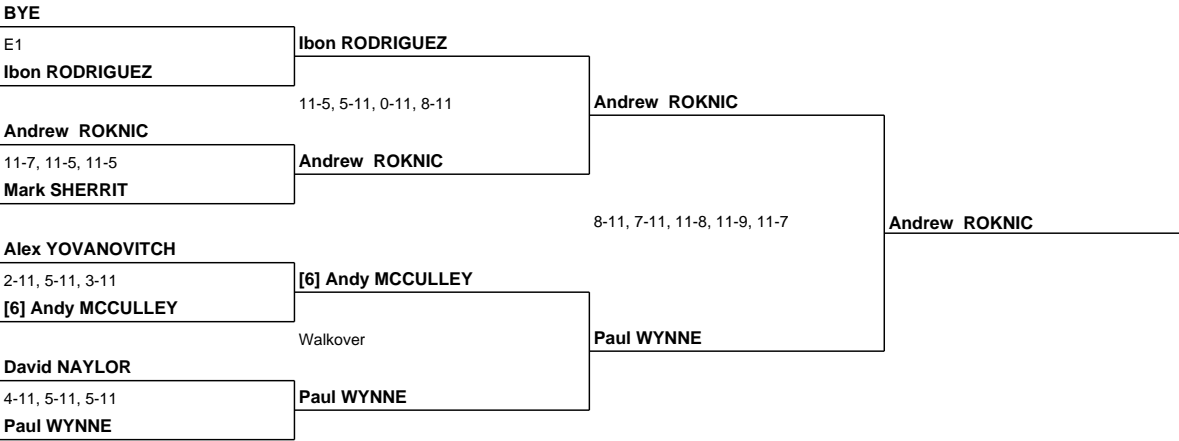 BYE
E1
Ibon RODRIGUEZ
Ibon RODRIGUEZ
11-5, 5-11, 0-11, 8-11
Andrew ROKNIC
Andrew ROKNIC
11-7, 11-5, 11-5
Andrew ROKNIC
Mark SHERRIT
8-11, 7-11, 11-8, 11-9, 11-7
Andrew ROKNIC
Alex YOVANOVITCH
2-11, 5-11, 3-11
[6] Andy MCCULLEY
[6] Andy MCCULLEY
Walkover
Paul WYNNE
David NAYLOR
4-11, 5-11, 5-11
Paul WYNNE
Paul WYNNE